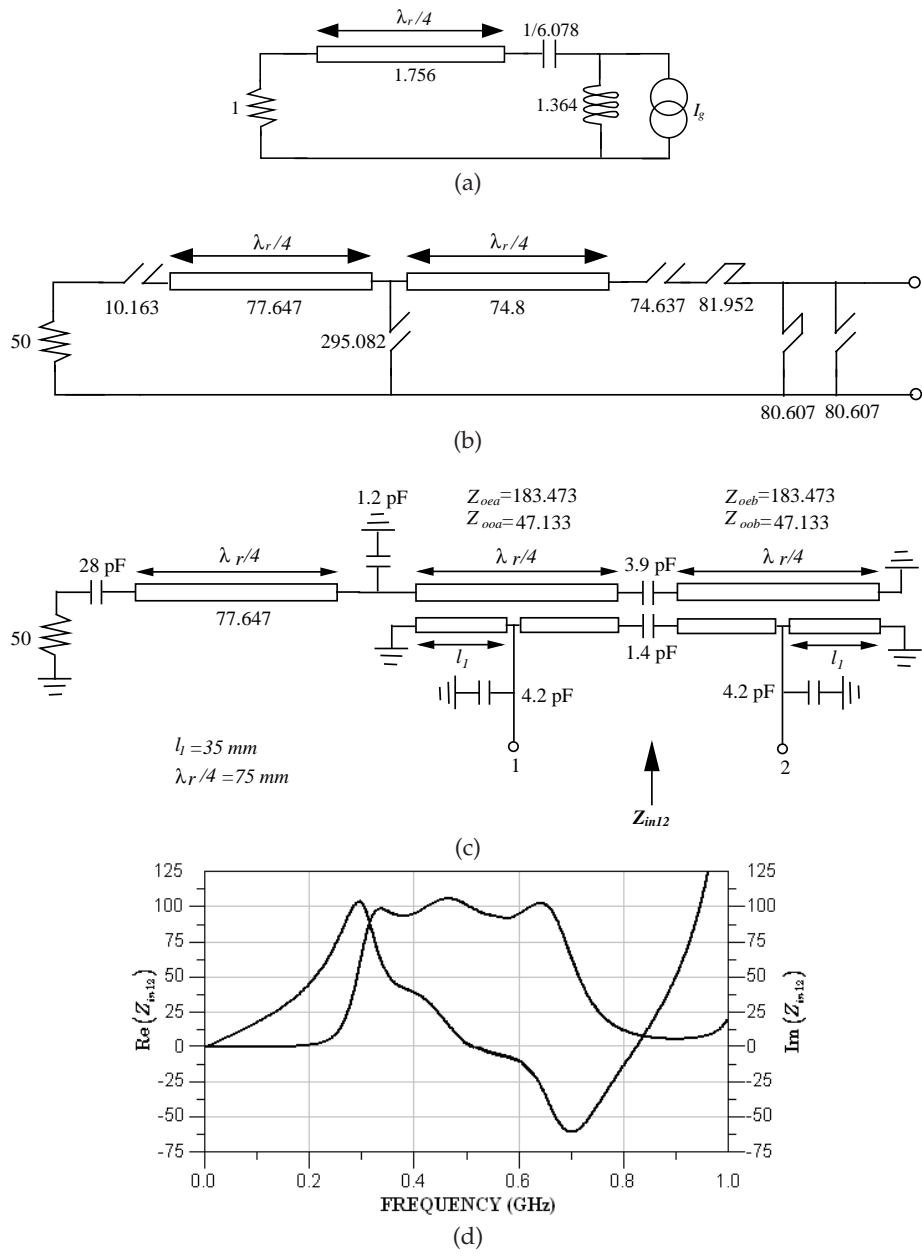 (a)
λr/4
1/6.078
1.756
1
1.364
Ig
(b)
λr/4
λr/4
10.163
77.647
74.8
74.637
81.952
50
295.082
80.607
80.607
(c)
1.2 pF
Zoea=183.473
Zooa=47.133
Zoeb=183.473
Zoob=47.133
28 pF
λr/4
λr/4
3.9 pF
λr/4
50
77.647
l1
1.4 pF
l1
4.2 pF
4.2 pF
l1 =35 mm
λr/4 =75 mm
1
2
Zin12
(d)
125
100
75
50
25
0
-25
-50
-75
Re (Zin12)
125
100
75
50
25
0
-25
-50
-75
Im (Zin12)
0.0
0.2
0.4
0.6
0.8
1.0
FREQUENCY (GHz)